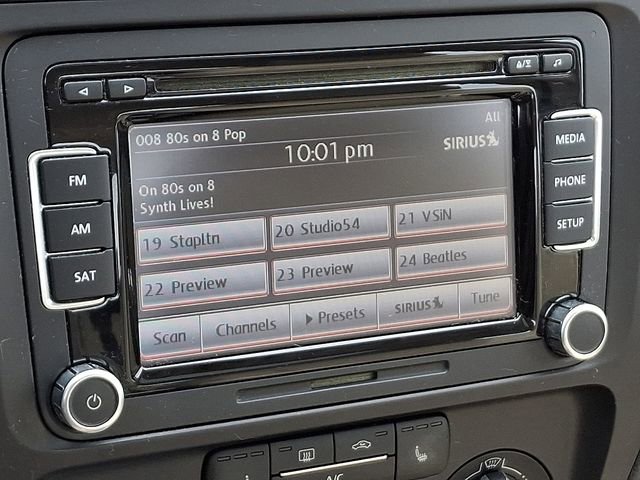 008 80s on 8 Pop
All
10:01 pm
SIRIUS
On 80s on 8
Synth Lives!
19 Stapltn
20 Studio54
21 VSiN
22 Preview
23 Preview
24 Beatles
Scan
Channels
Presets
SIRIUS
Tune
FM
AM
SAT
MEDIA
PHONE
SETUP
A/C